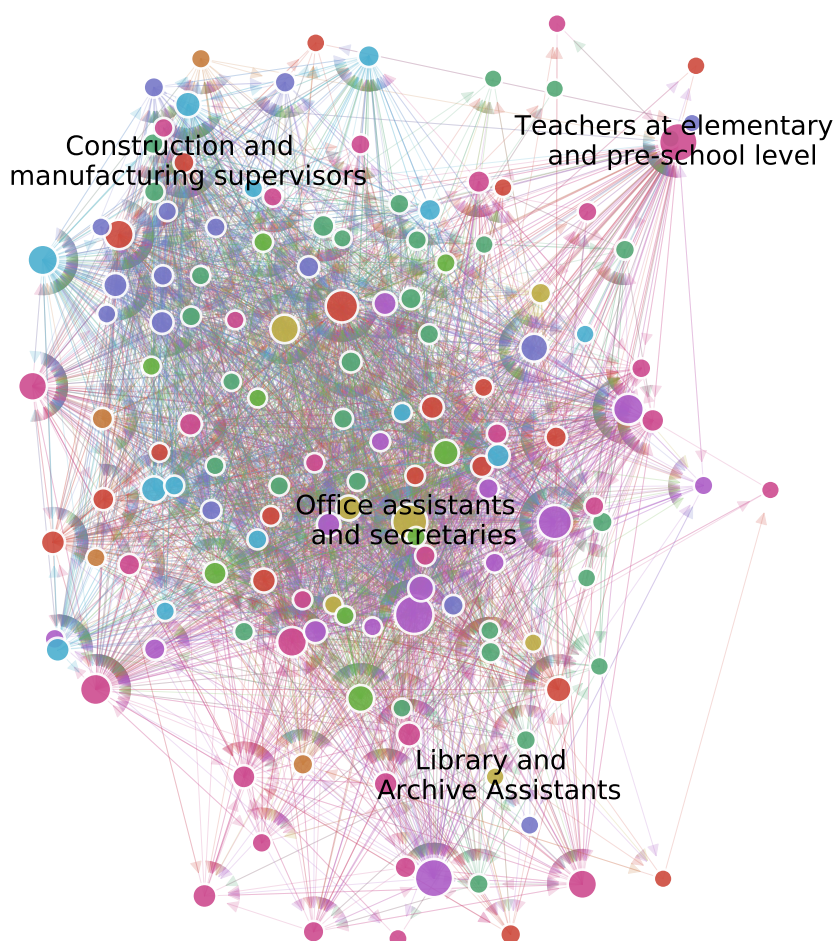 Teachers at elementary
and pre-school level
Construction and
manufacturing supervisors
Office assistants
and secretaries
Library and
Archive Assistants